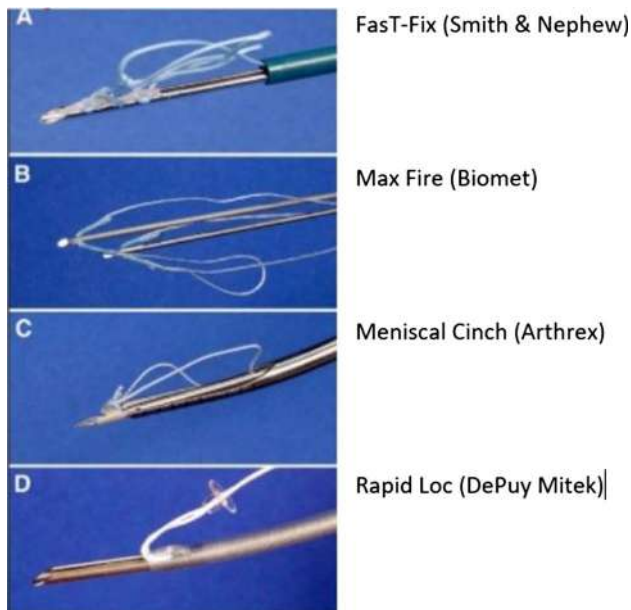 A
FasT-Fix (Smith & Nephew)
B
Max Fire (Biomet)
C
Meniscal Cinch (Arthrex)
D
Rapid Loc (DePuy Mitek)